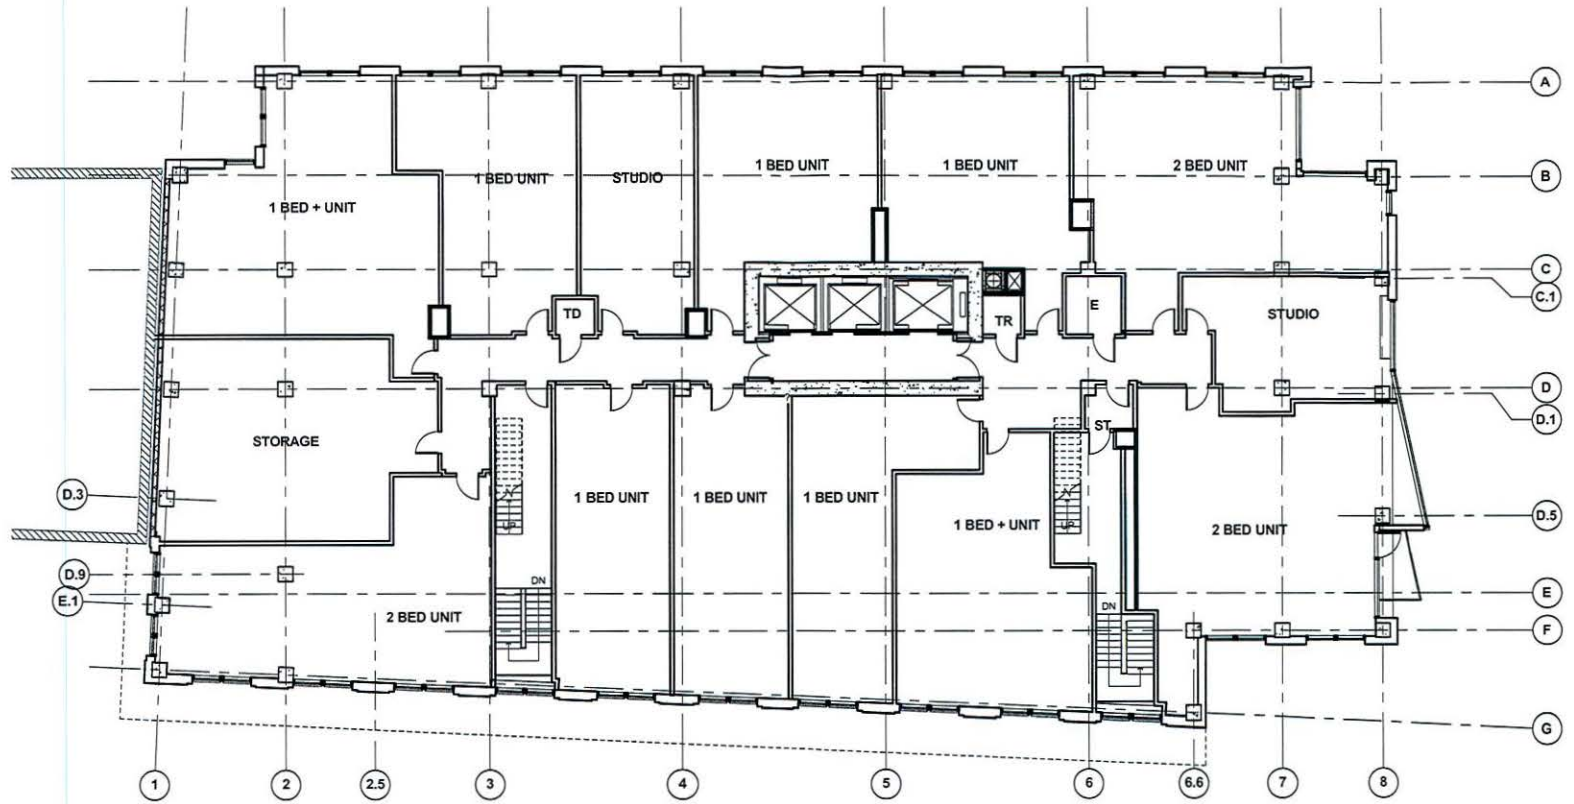 A
1 BED UNIT
1 BED UNIT
2 BED UNIT
1 BED UNIT
STUDIO
B
1 BED + UNIT
C
C.1
TD
E
TR
STUDIO
D
D.1
ST
STORAGE
D.3
1 BED UNIT
1 BED UNIT
1 BED UNIT
UP
1 BED + UNIT
UP
2 BED UNIT
D.5
D.9
DN
E.1
E
DN
2 BED UNIT
F
G
1
2
2.5
3
4
5
6
6.6
7
8